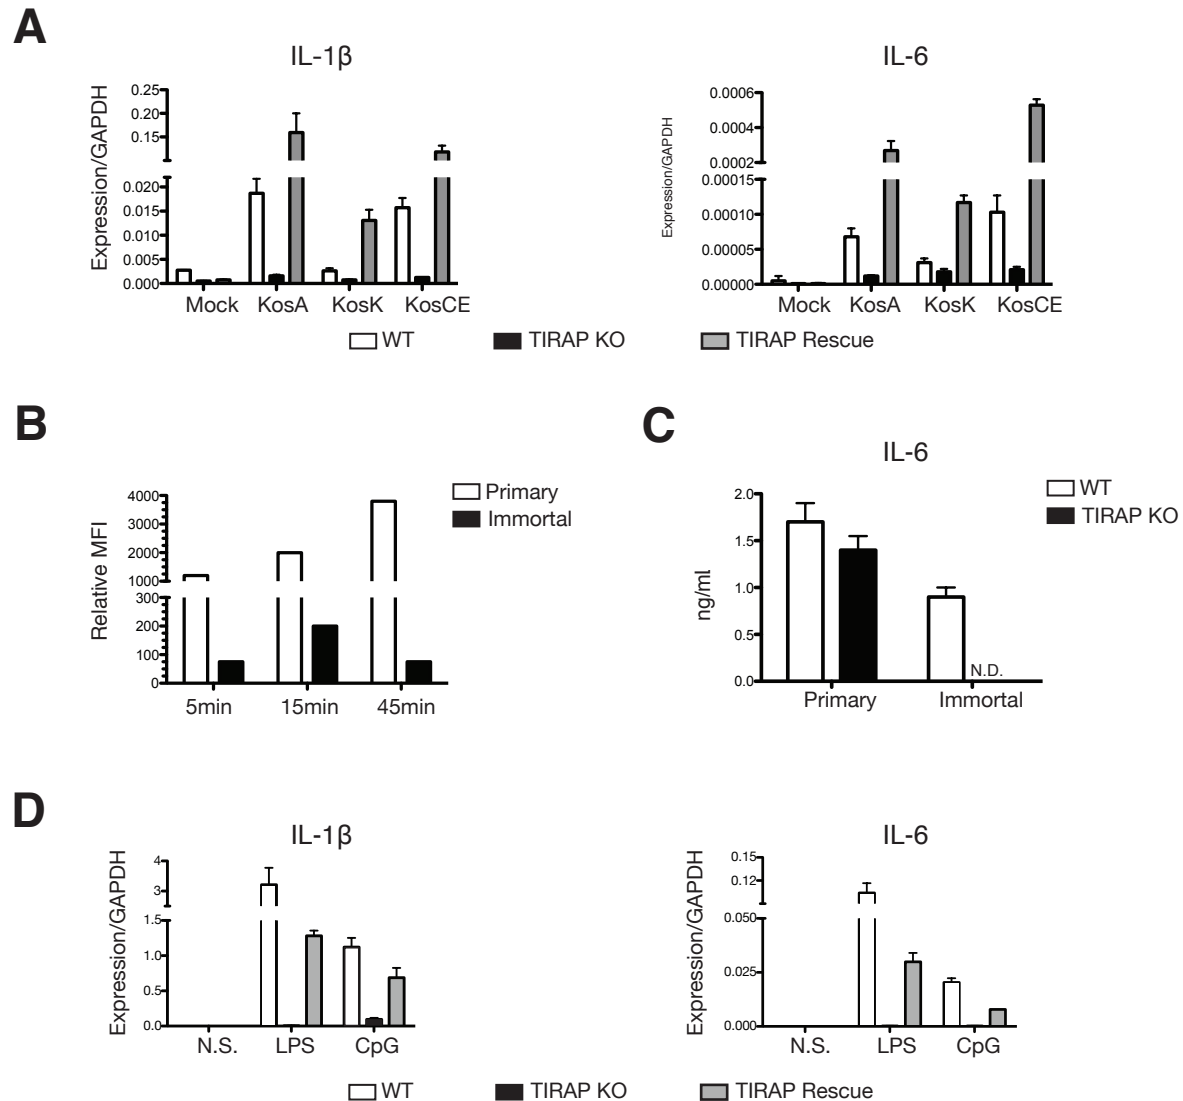 A
IL-1β
IL-6
Expression/GAPDH
0.25
0.20
0.15
0.020
0.015
0.010
0.005
0.000
Mock KosA KosK KosCE
Expression/GAPDH
0.0006
0.0004
0.0002
0.00015
0.00010
0.00005
0.00000
Mock KosA KosK KosCE
WT TIRAP KO TIRAP Rescue
B
Relative MFI
4000
3000
2000
1000
300
200
100
0
5min 15min 45min
Primary
Immortal
C
IL-6
ng/ml
2.0
1.5
1.0
0.5
0.0
N.D.
Primary Immortal
WT
TIRAP KO
D
IL-1β
IL-6
Expression/GAPDH
4
3
1.5
1.0
0.5
0.0
N.S. LPS CpG
Expression/GAPDH
0.15
0.12
0.050
0.025
0.000
N.S. LPS CpG
WT TIRAP KO TIRAP Rescue